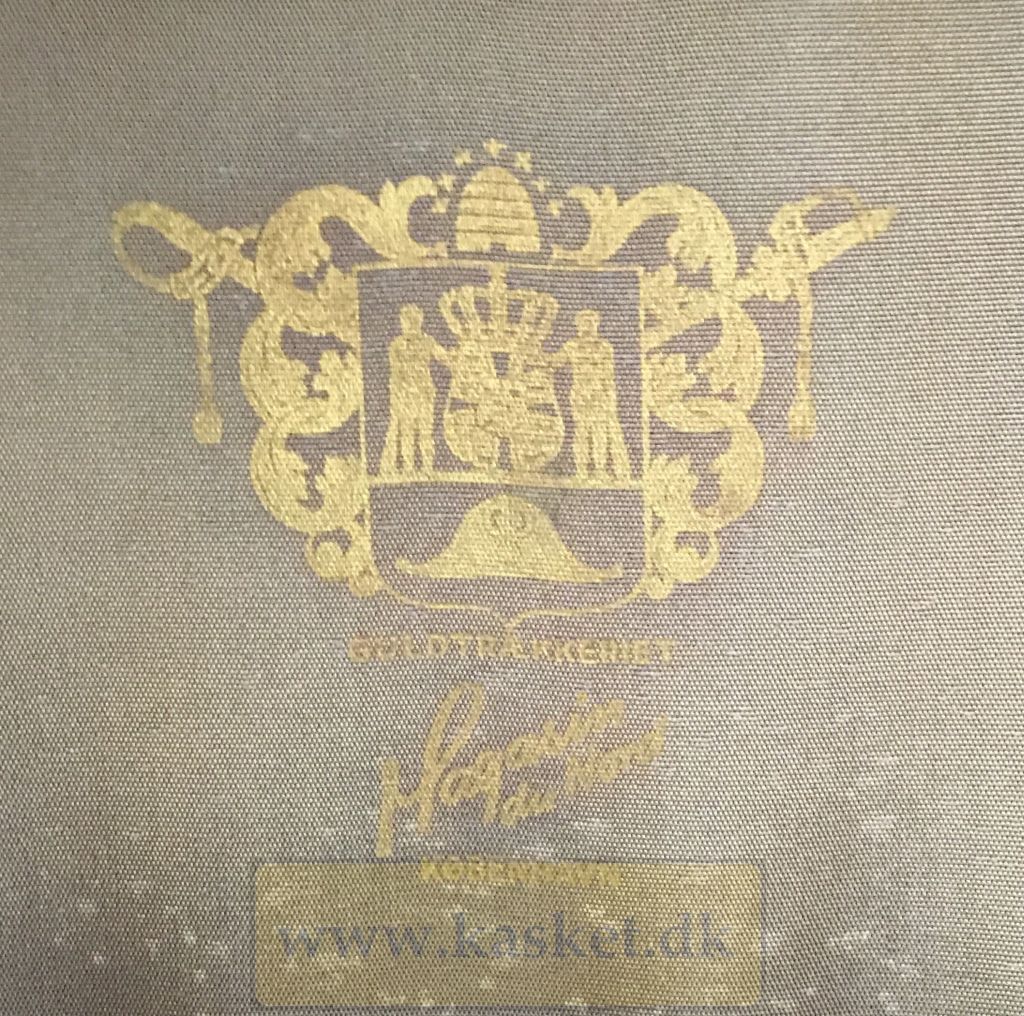 GULDTRÆKKERIET
Magasin
du Nord
KØBENHAVN
www.kasket.dk